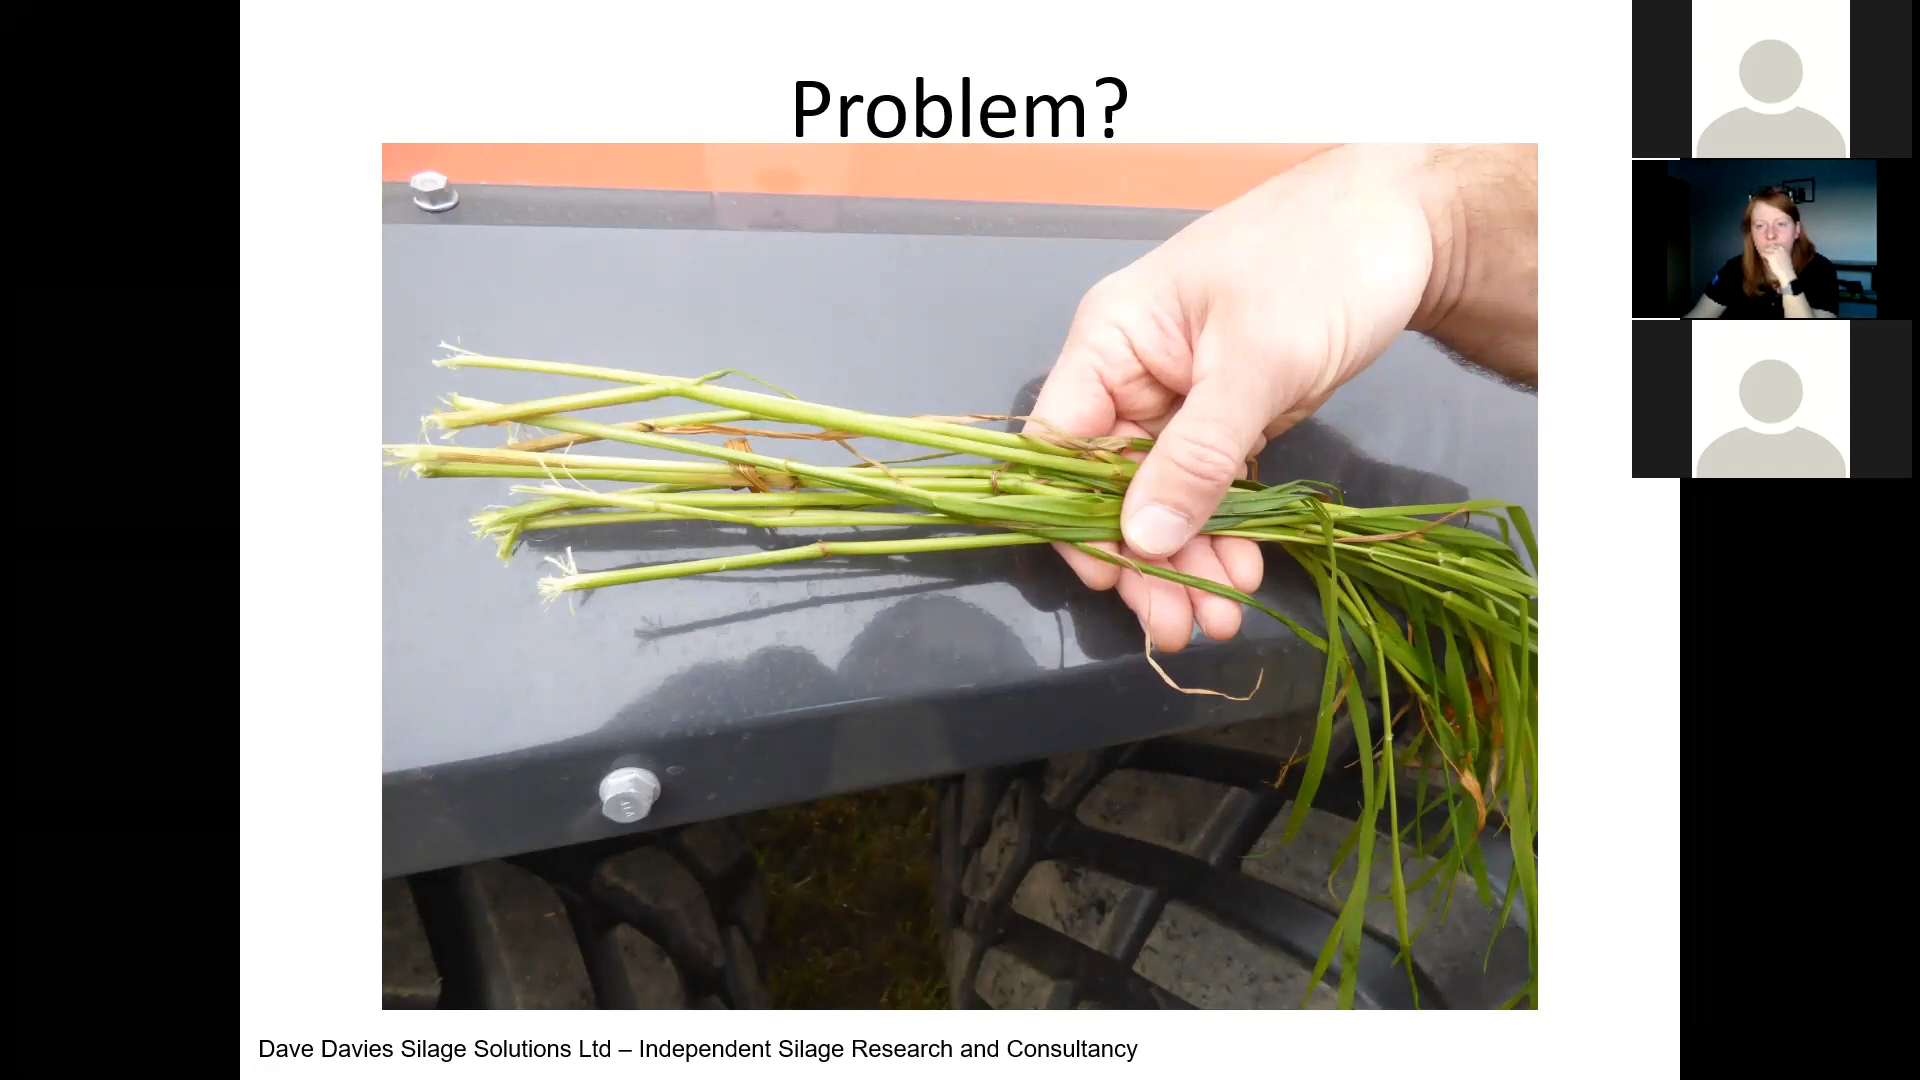 Problem?
Dave Davies Silage Solutions Ltd – Independent Silage Research and Consultancy